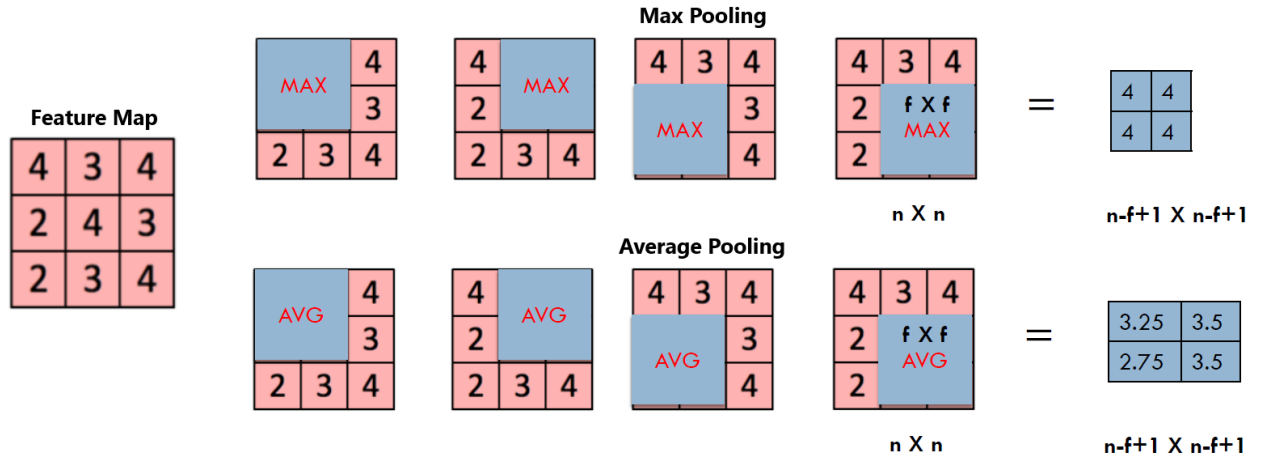 Max Pooling
Feature Map
4 3 4
2 4 3
2 3 4
MAX 4
3
2 3 4
4 MAX
2
2 3 4
4 3 4
MAX 3
4
4 3 4
2 f X f
MAX
2
=
4 4
4 4
n X n
n-f+1 X n-f+1
Average Pooling
AVG 4
3
2 3 4
4 AVG
2
2 3 4
4 3 4
AVG 3
4
4 3 4
2 f X f
AVG
2
=
3.25 3.5
2.75 3.5
n X n
n-f+1 X n-f+1